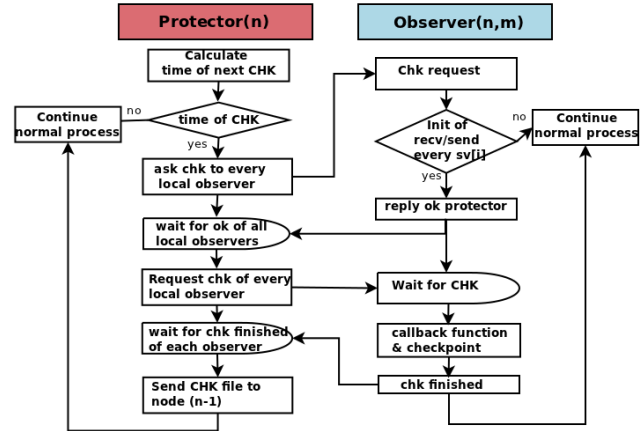 Protector(n)
Observer(n,m)
Calculate
time of next CHK
Chk request
Continue
normal process
no
time of CHK
yes
Init of
recv/send
every sv[i]
no
Continue
normal process
yes
ask chk to every
local observer
reply ok protector
wait for ok of all
local observers
Request chk of every
local observer
Wait for CHK
wait for chk finished
of each observer
callback function
& checkpoint
Send CHK file to
node (n-1)
chk finished